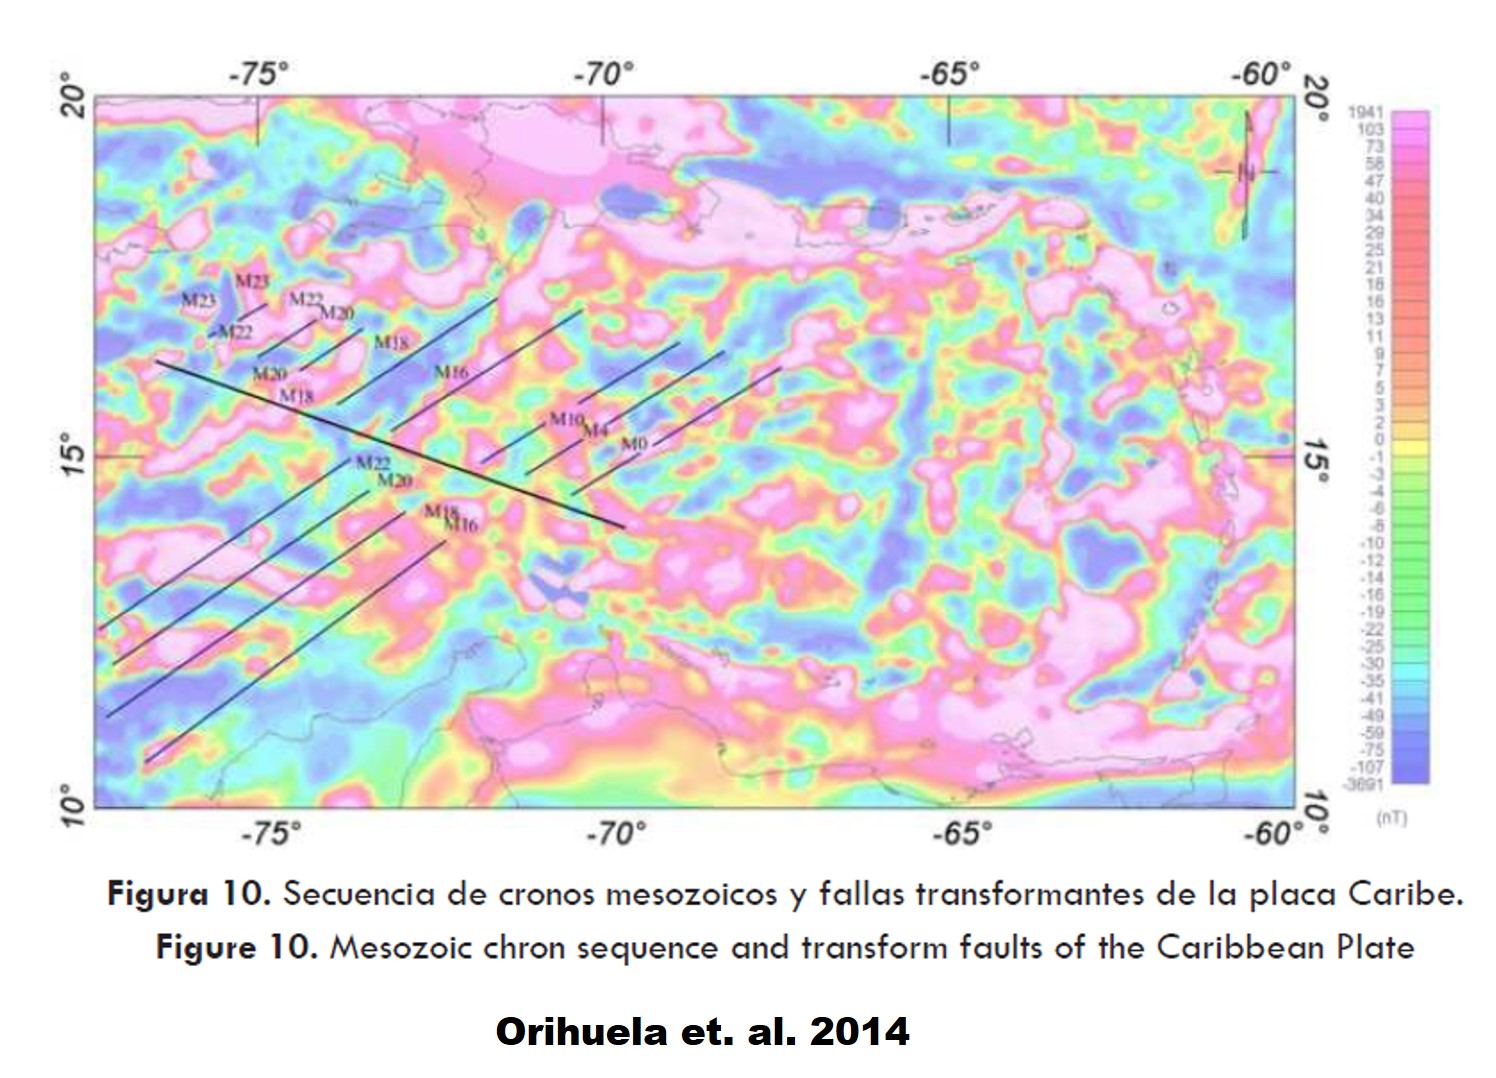 -75° -70° -65° -60°
20° 20°
1941
103
73
58
47
40
34
29
25
21
18
16
13
11
9
7
5
3
2
0
-1
-3
-4
-6
-8
-10
-12
-14
-16
-19
-22
-25
-30
-35
-41
-49
-59
-75
-107
-3691
(nT)
N
M23
M23 M22
M20
M22 M18
M20 M16
M18
M10
M4
M0
15° 15°
M22
M20
M18
M16
10° 10°
-75° -70° -65° -60°
Figura 10. Secuencia de cronos mesozoicos y fallas transformantes de la placa Caribe.
Figure 10. Mesozoic chron sequence and transform faults of the Caribbean Plate
Orihuela et. al. 2014